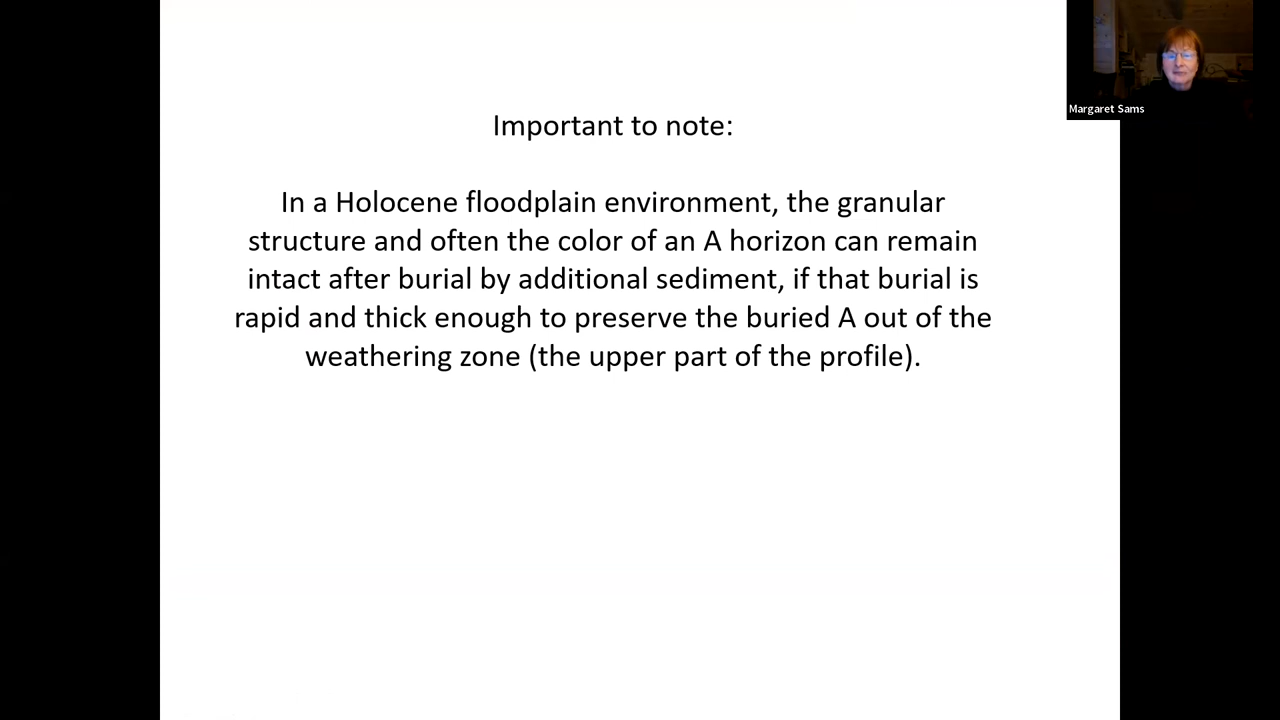 Margaret Sams
Important to note:
In a Holocene floodplain environment, the granular
structure and often the color of an A horizon can remain
intact after burial by additional sediment, if that burial is
rapid and thick enough to preserve the buried A out of the
weathering zone (the upper part of the profile).